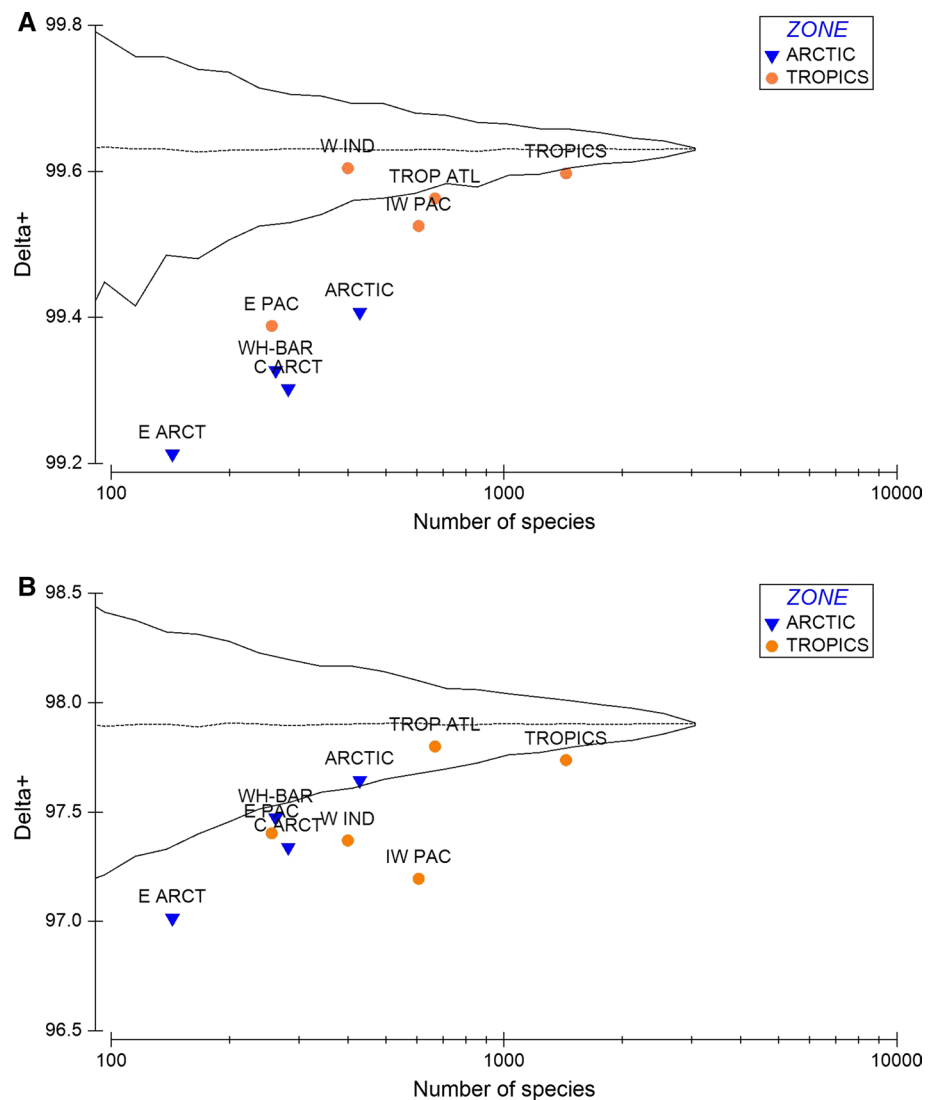 A
99.8
ZONE
ARCTIC
TROPICS
W IND
TROPICS
99.6
TROP ATL
IW PAC
Delta+
ARCTIC
E PAC
99.4
WH-BAR
C ARCT
E ARCT
99.2
100 1000 10000
Number of species
B
98.5
ZONE
ARCTIC
TROPICS
98.0
TROP ATL
TROPICS
ARCTIC
Delta+
WH-BAR
97.5
E PAC
W IND
C ARCT
IW PAC
E ARCT
97.0
96.5
100 1000 10000
Number of species